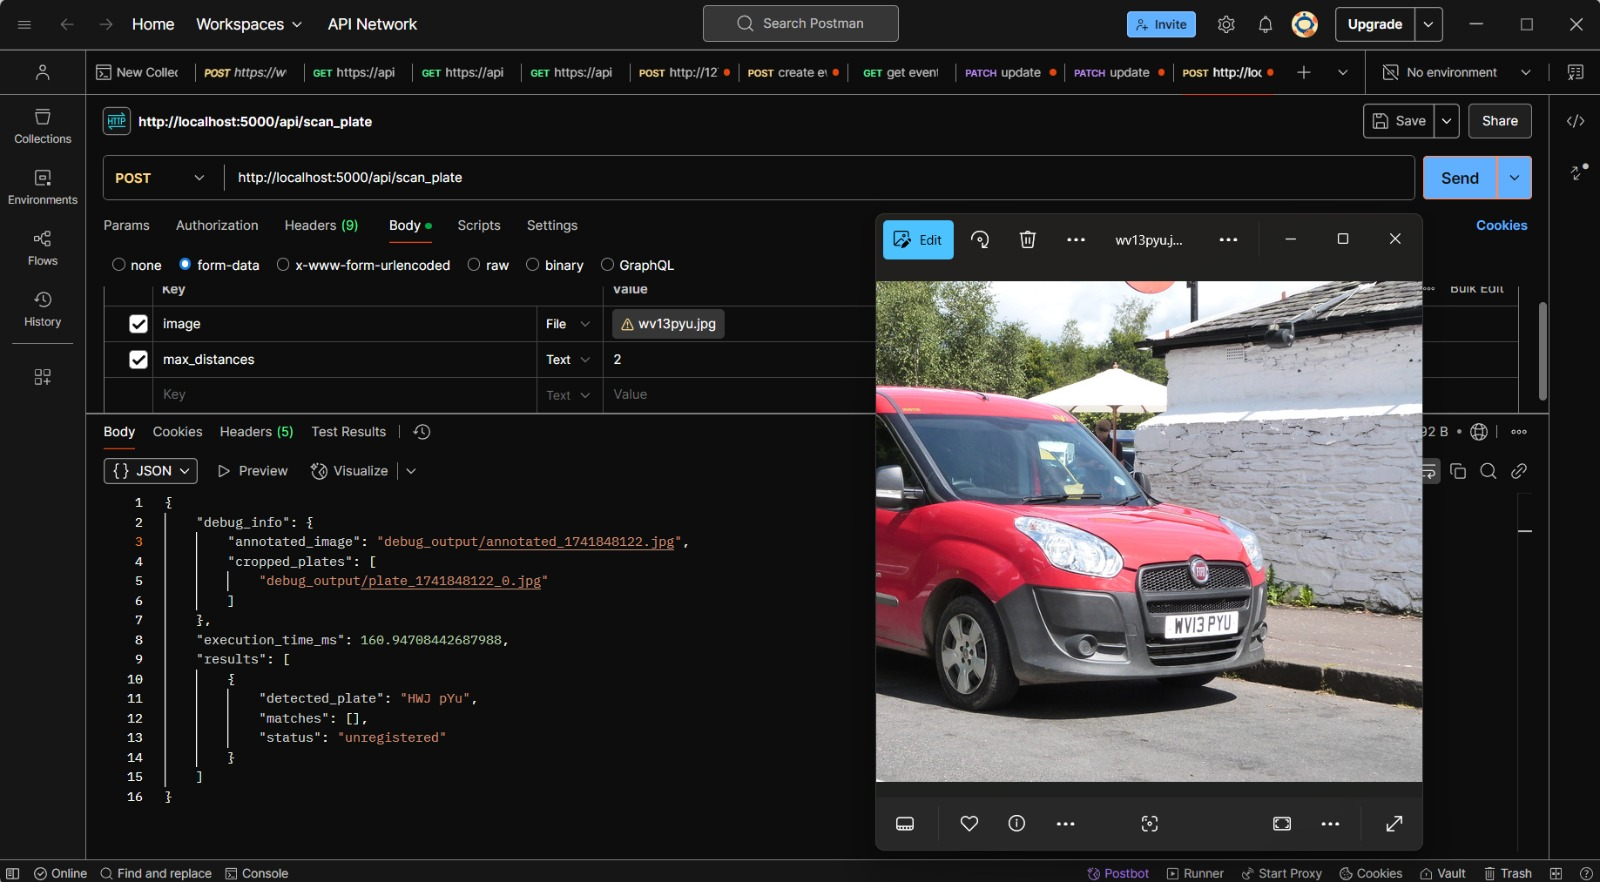 Home Workspaces API Network Search Postman Invite Upgrade
New Collec POST https://w GET https://api GET https://api GET https://api POST http://12 POST create ev GET get event PATCH update PATCH update POST http://loc No environment
HTTP http://localhost:5000/api/scan_plate Save Share
POST http://localhost:5000/api/scan_plate Send
Params Authorization Headers (9) Body Scripts Settings Cookies
none form-data x-www-form-urlencoded raw binary GraphQL
Key Value Bulk Edit
image File wv13pyu.jpg
max_distances Text 2
Key Text Value
Collections
Environments
Flows
History
Edit wv13pyu.j...
WV13 PYU
Body Cookies Headers (5) Test Results 92 B
{} JSON Preview Visualize
1 {
2 "debug_info": {
3 "annotated_image": "debug_output/annotated_1741848122.jpg",
4 "cropped_plates": [
5 "debug_output/plate_1741848122_0.jpg"
6 ]
7 },
8 "execution_time_ms": 160.94708442687988,
9 "results": [
10 {
11 "detected_plate": "HWJ pYu",
12 "matches": [],
13 "status": "unregistered"
14 }
15 ]
16 }
Online Find and replace Console Postbot Runner Start Proxy Cookies Vault Trash